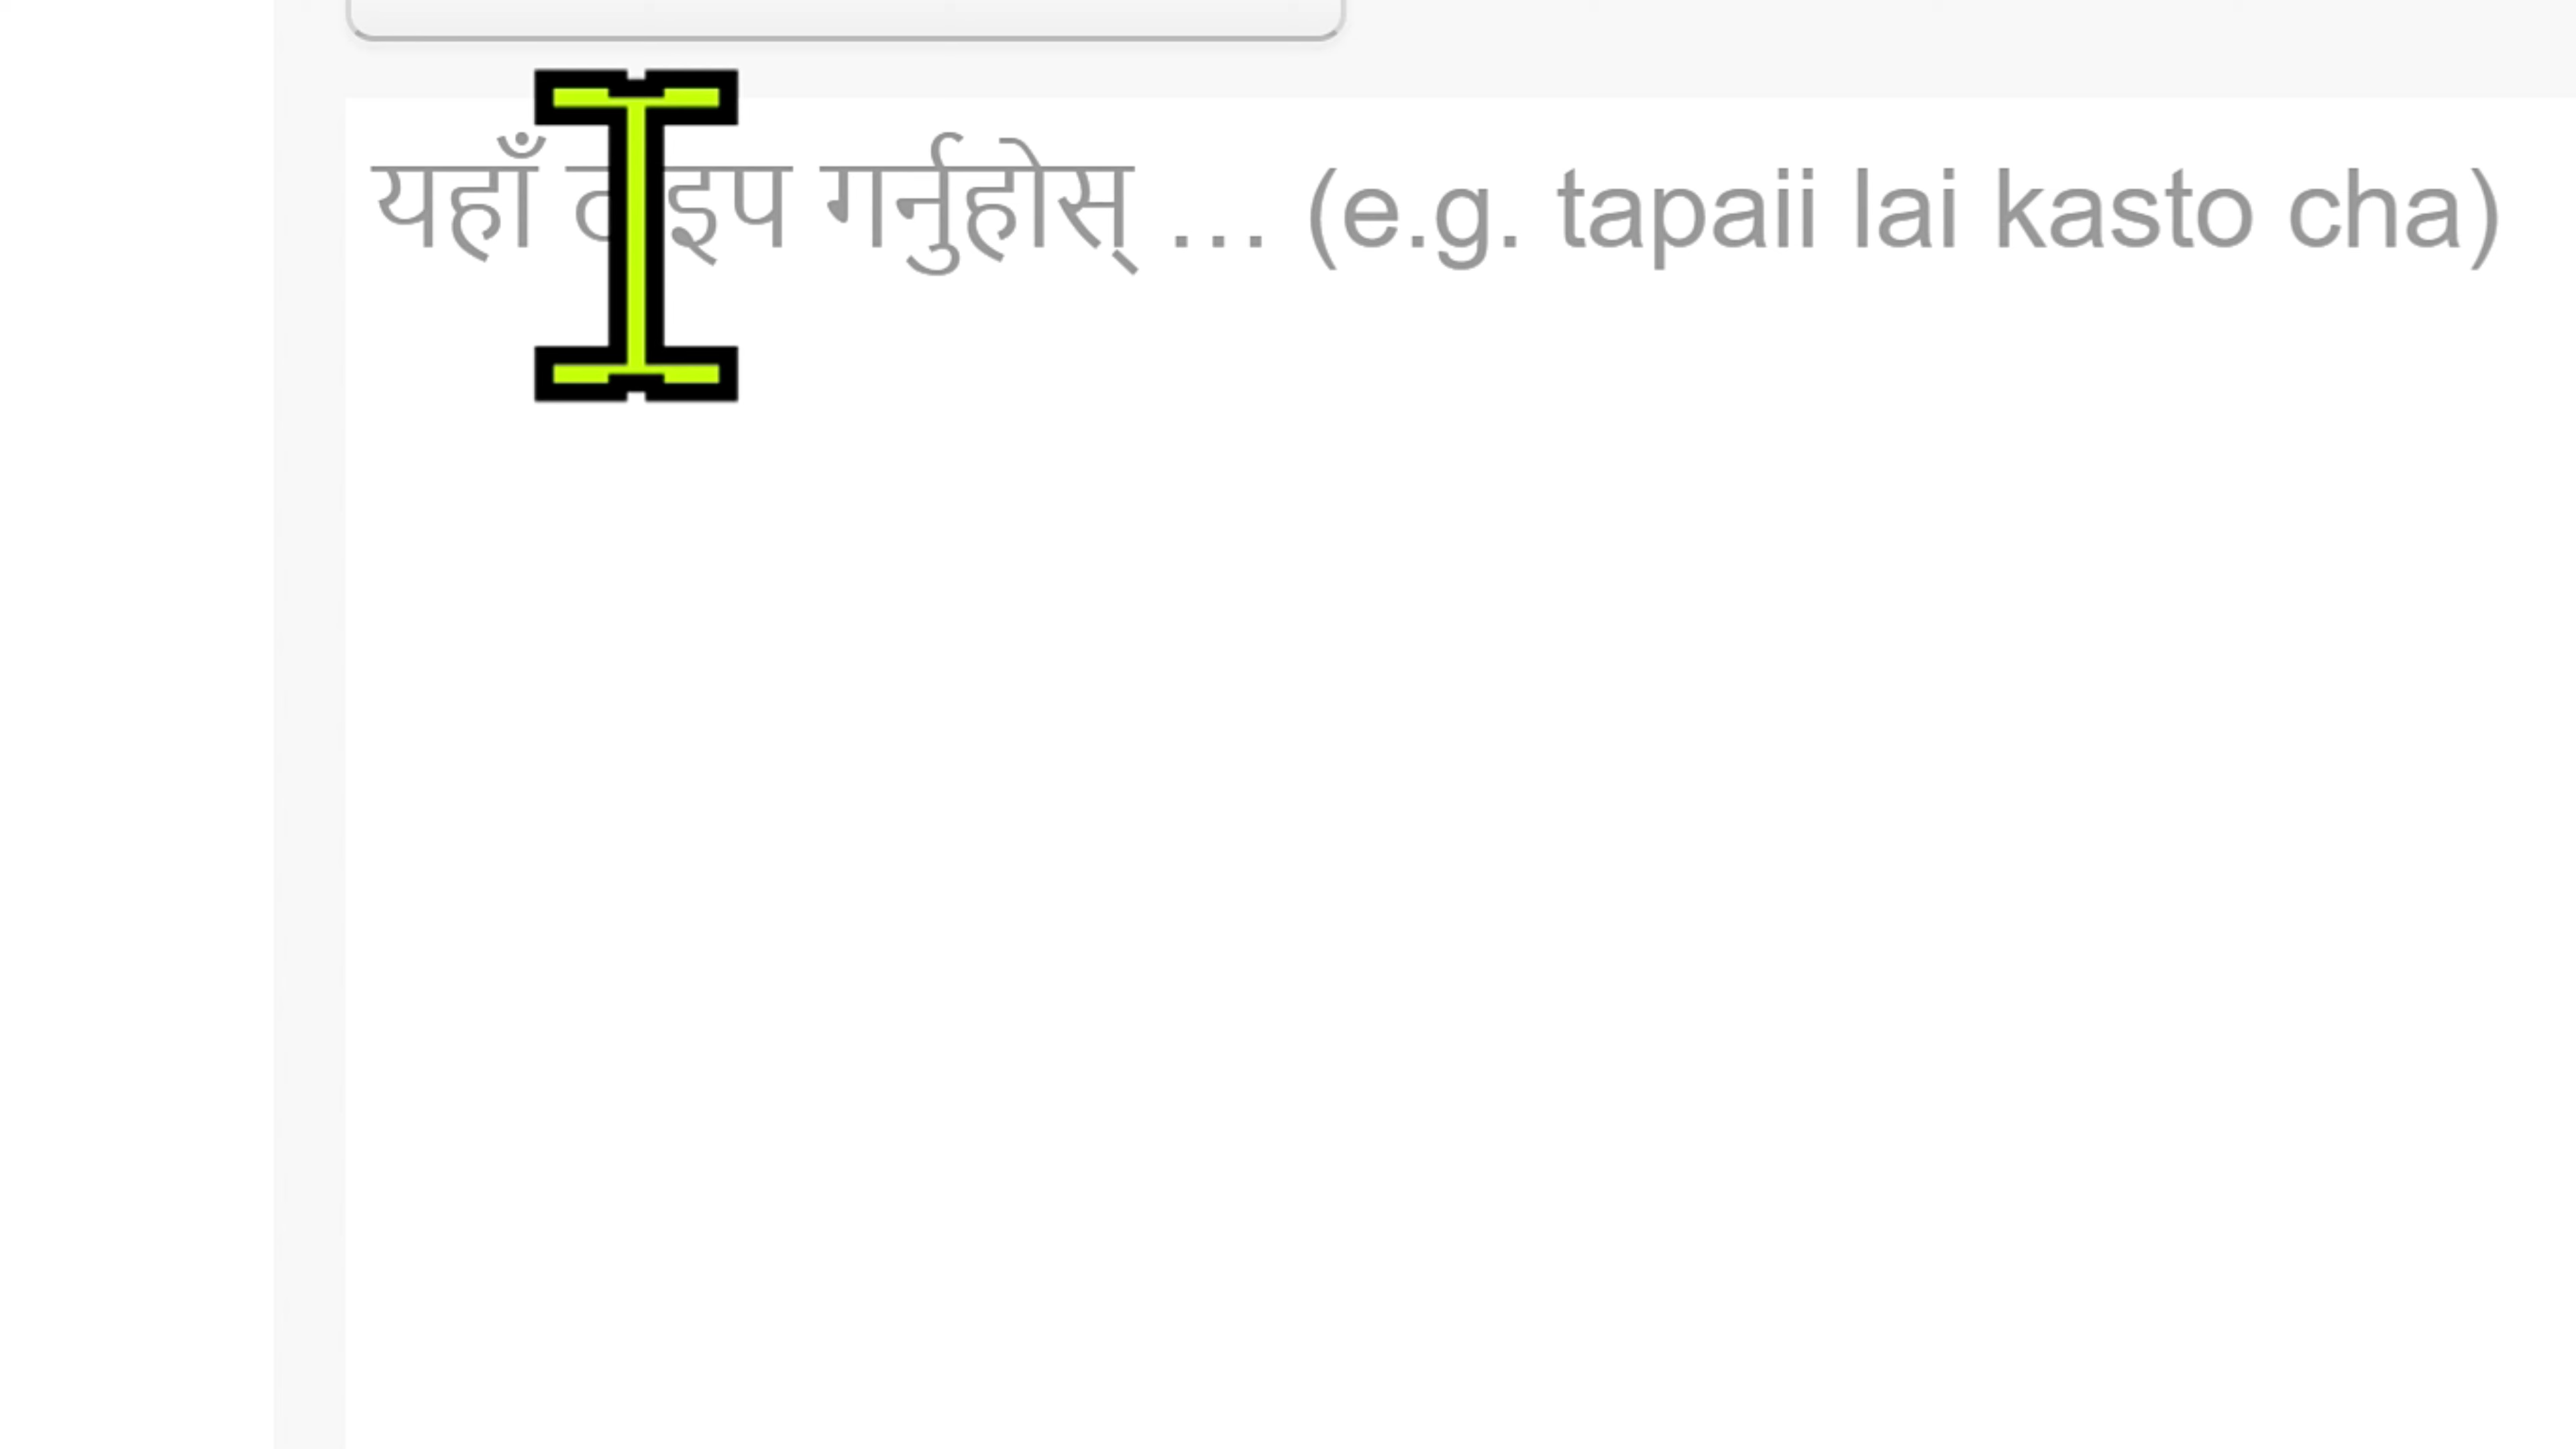 यहाँ टाइप गर्नुहोस् ... (e.g. tapaii lai kasto cha)